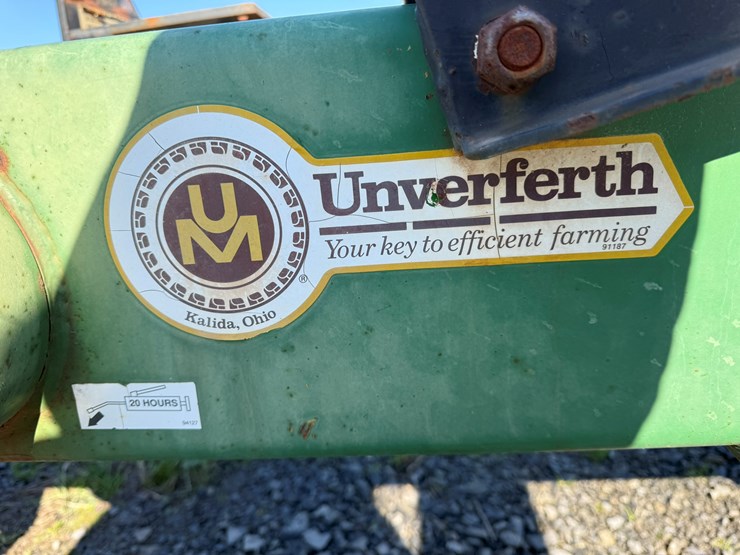 UM
Kalida, Ohio
®
Unverferth
Your key to efficient farming
91187
20 HOURS
94127